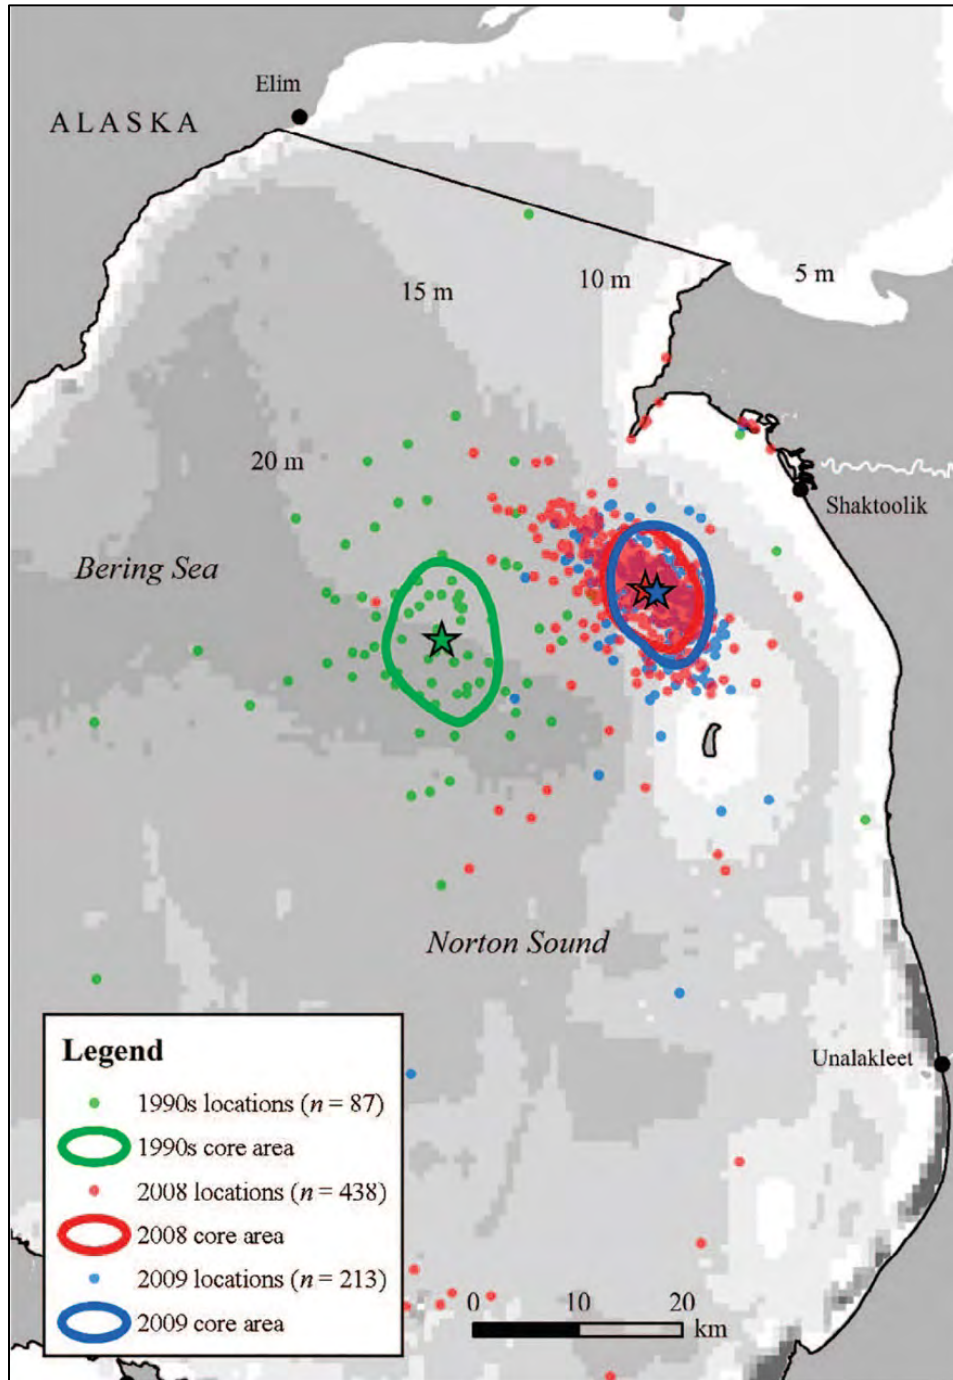 Elim
ALASKA
15 m
10 m
5 m
20 m
Shaktoolik
Bering Sea
Norton Sound
Unalakleet
Legend
1990s locations (n = 87)
1990s core area
2008 locations (n = 438)
2008 core area
2009 locations (n = 213)
2009 core area
0 10 20
km